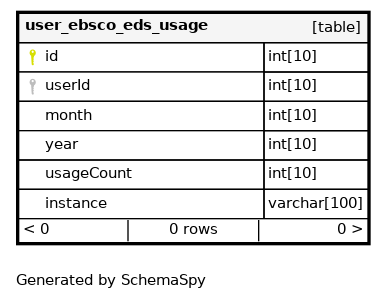 user_ebsco_eds_usage [table]
id int[10]
userId int[10]
month int[10]
year int[10]
usageCount int[10]
instance varchar[100]
< 0 0 rows 0 >
Generated by SchemaSpy